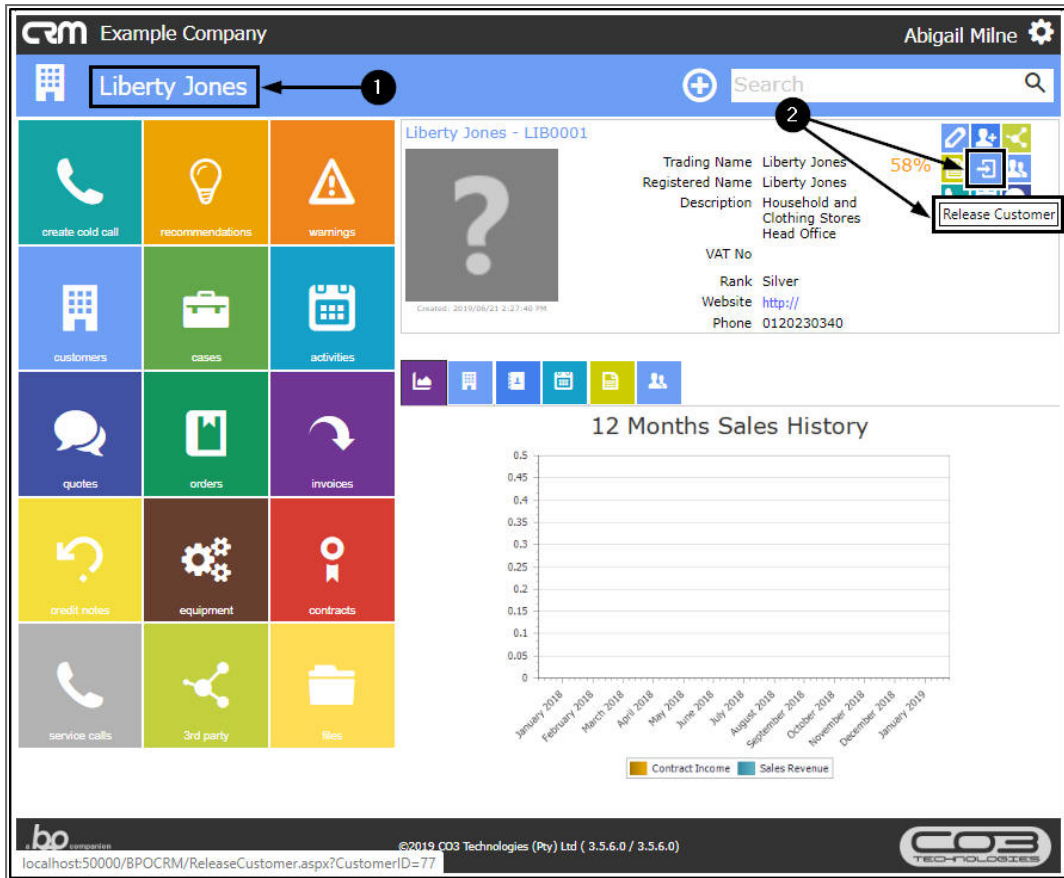 CRM Example Company
Abigail Milne
Liberty Jones
1
Search
2
create cold call
recommendations
warnings
customers
cases
activities
quotes
orders
invoices
credit notes
equipment
contracts
service calls
3rd party
files
Liberty Jones - LIB0001
Created: 2019/06/21 2:27:40 PM
Trading Name Liberty Jones
58%
Registered Name Liberty Jones
Description Household and
Clothing Stores
Head Office
VAT No
Rank Silver
Website http://
Phone 0120230340
Release Customer
12 Months Sales History
0.5
0.45
0.4
0.35
0.3
0.25
0.2
0.15
0.1
0.05
0
January 2018
February 2018
March 2018
April 2018
May 2018
June 2018
July 2018
August 2018
September 2018
October 2018
November 2018
December 2018
January 2019
Contract Income Sales Revenue
a bp companion
©2019 CO3 Technologies (Pty) Ltd ( 3.5.6.0 / 3.5.6.0)
CO3
TECHNOLOGIES
localhost:50000/BPOCRM/ReleaseCustomer.aspx?CustomerID=77